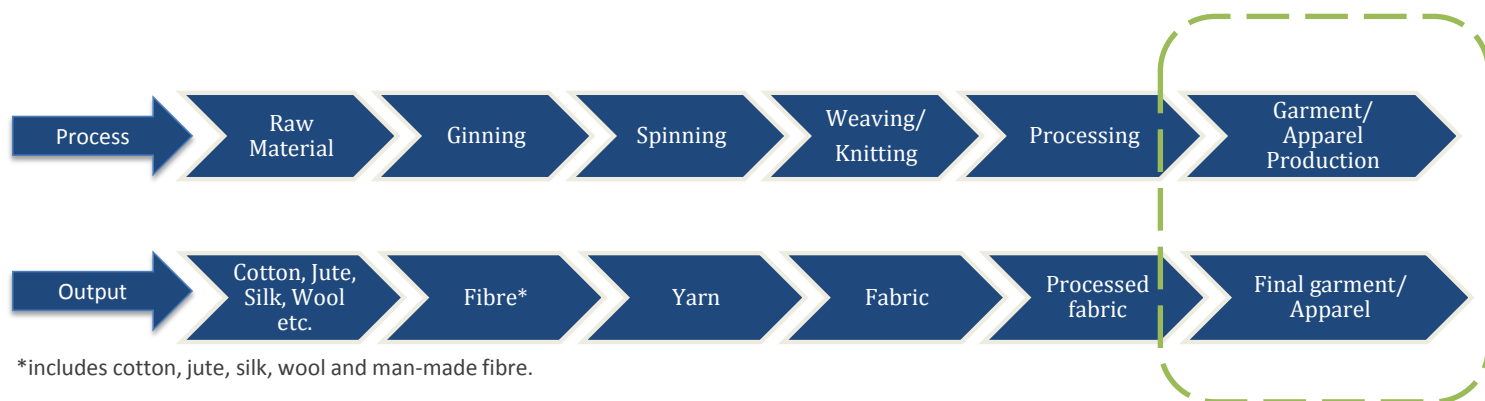 Process
Raw
Material
Ginning
Spinning
Weaving/
Knitting
Processing
Garment/
Apparel
Production
Output
Cotton, Jute,
Silk, Wool
etc.
Fibre*
Yarn
Fabric
Processed
fabric
Final garment/
Apparel
*includes cotton, jute, silk, wool and man-made fibre.